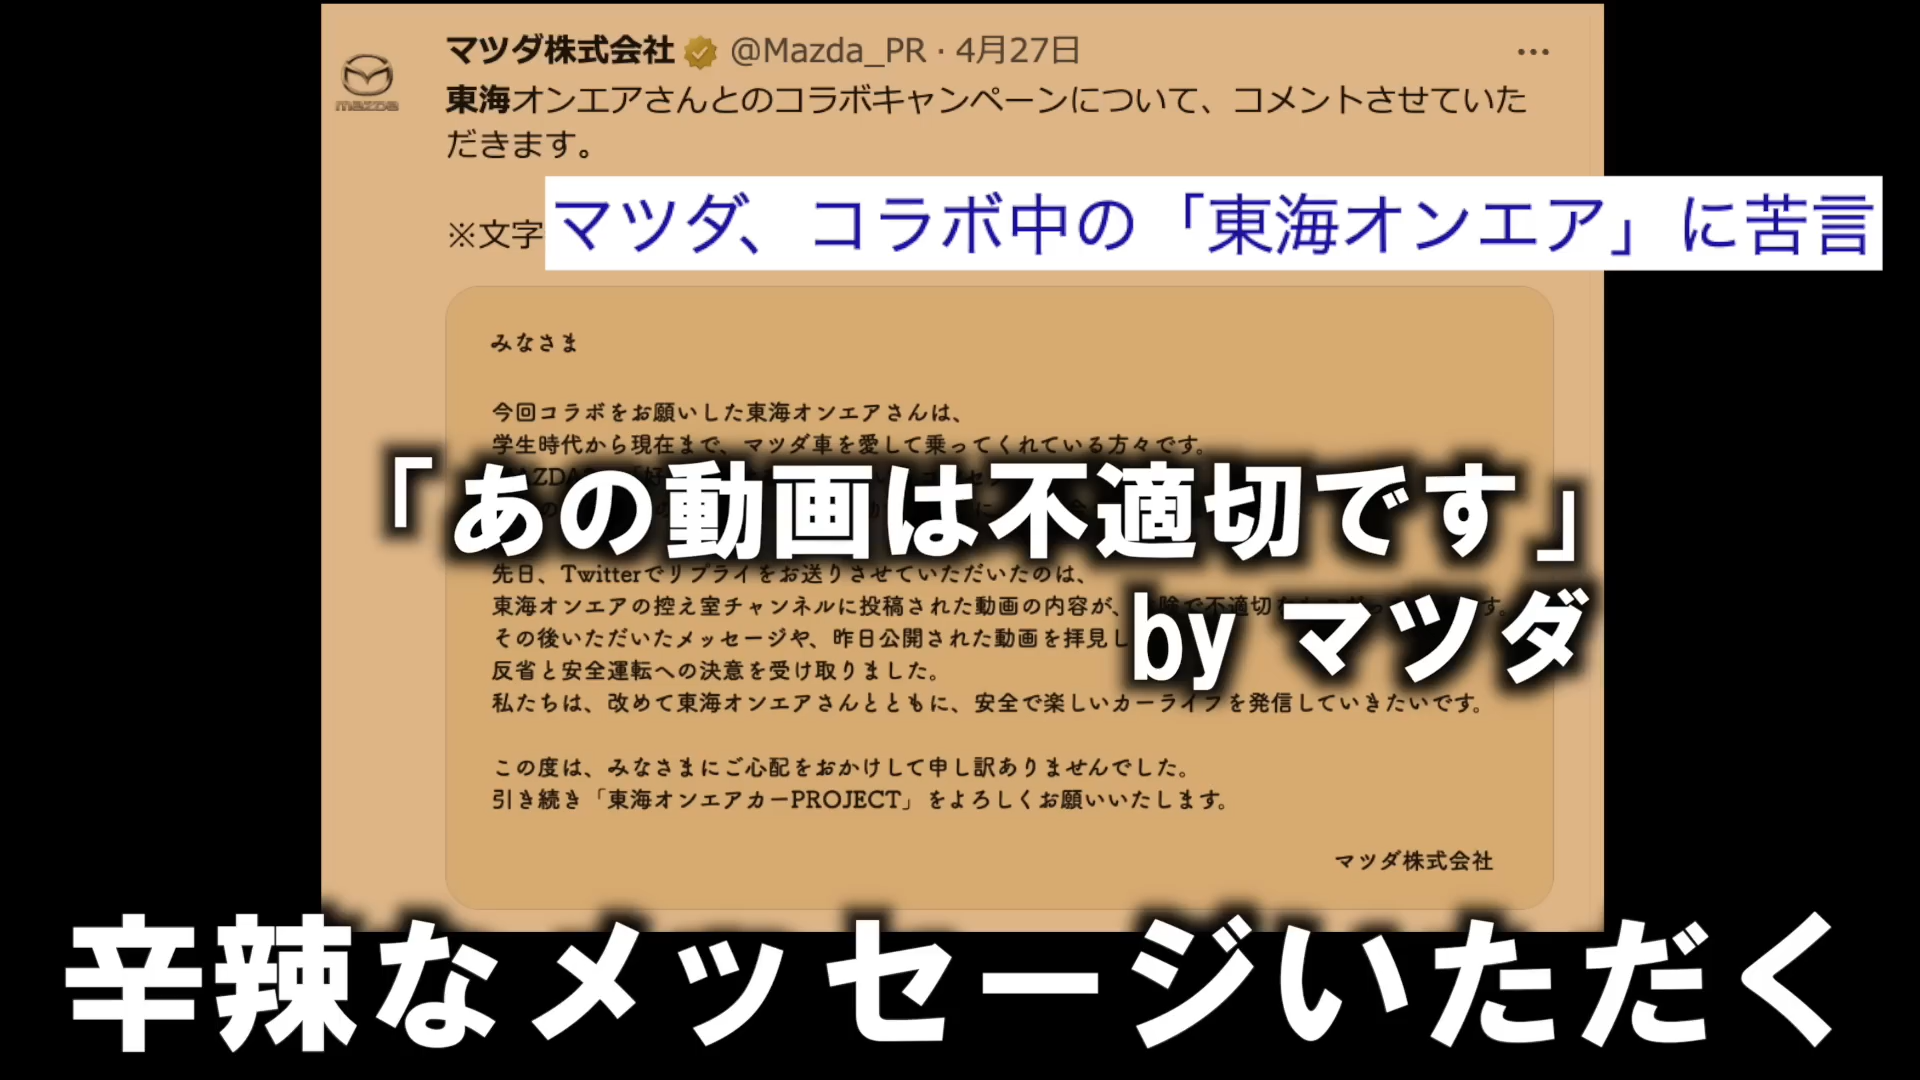 マツダ株式会社 @Mazda_PR · 4月27日
mazda
東海オンエアさんとのコラボキャンペーンについて、コメントさせていた
だきます。
※文字
マツダ、コラボ中の「東海オンエア」に苦言
みなさま
今回コラボをお願いした東海オンエアさんは、
学生時代から現在まで、マツダ車を愛して乗ってくれている方々です。
「あの動画は不適切です」
先日、Twitterでリプライをお送りさせていただいたのは、
東海オンエアの控え室チャンネルに投稿された動画の内容が、
by マツダ
その後いただいたメッセージや、昨日公開された動画を拝見し
反省と安全運転への決意を受け取りました。
私たちは、改めて東海オンエアさんとともに、安全で楽しいカーライフを発信していきたいです。
この度は、みなさまにご心配をおかけして申し訳ありませんでした。
引き続き「東海オンエアカーPROJECT」をよろしくお願いいたします。
マツダ株式会社
辛辣なメッセージいただく